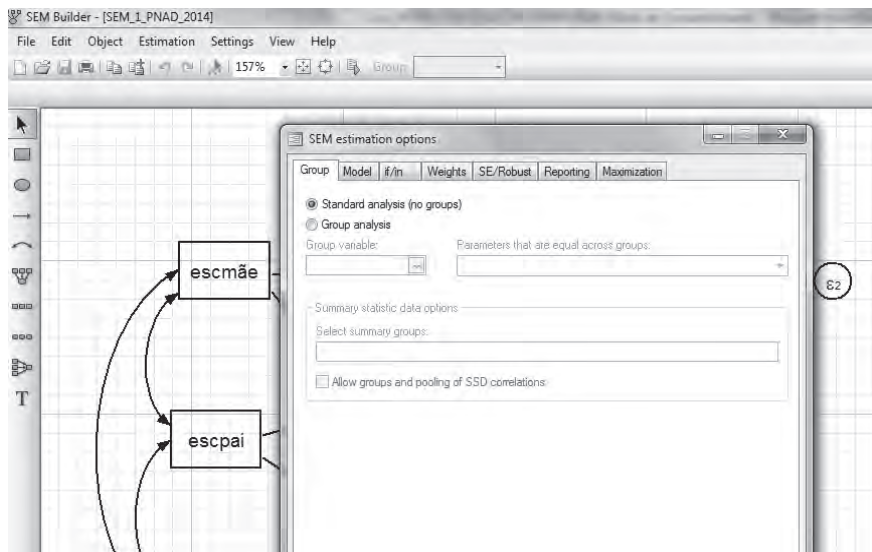 SEM Builder - [SEM_1_PNAD_2014]
File Edit Object Estimation Settings View Help
157% Group:
SEM estimation options
Group Model if/in Weights SE/Robust Reporting Maximization
Standard analysis (no groups)
Group analysis
Group variable: Parameters that are equal across groups:
escmãe
ε2
Summary statistic data options
Select summary groups:
Allow groups and pooling of SSD correlations
T
escpai